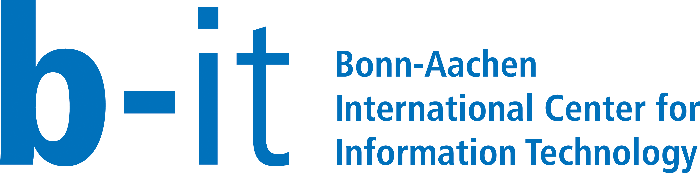 b-it
Bonn-Aachen
International Center for
Information Technology